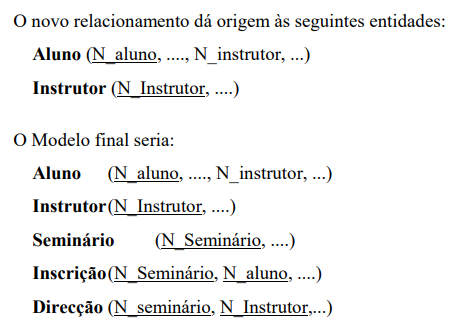 O novo relacionamento dá origem às seguintes entidades:
Aluno (N_aluno, ...., N_instrutor, ...)
Instrutor (N_Instrutor, ....)
O Modelo final seria:
Aluno (N_aluno, ...., N_instrutor, ...)
Instrutor(N_Instrutor, ....)
Seminário (N_Seminário, ....)
Inscrição(N_Seminário, N_aluno, ....)
Direcção (N_seminário, N_Instrutor,...)